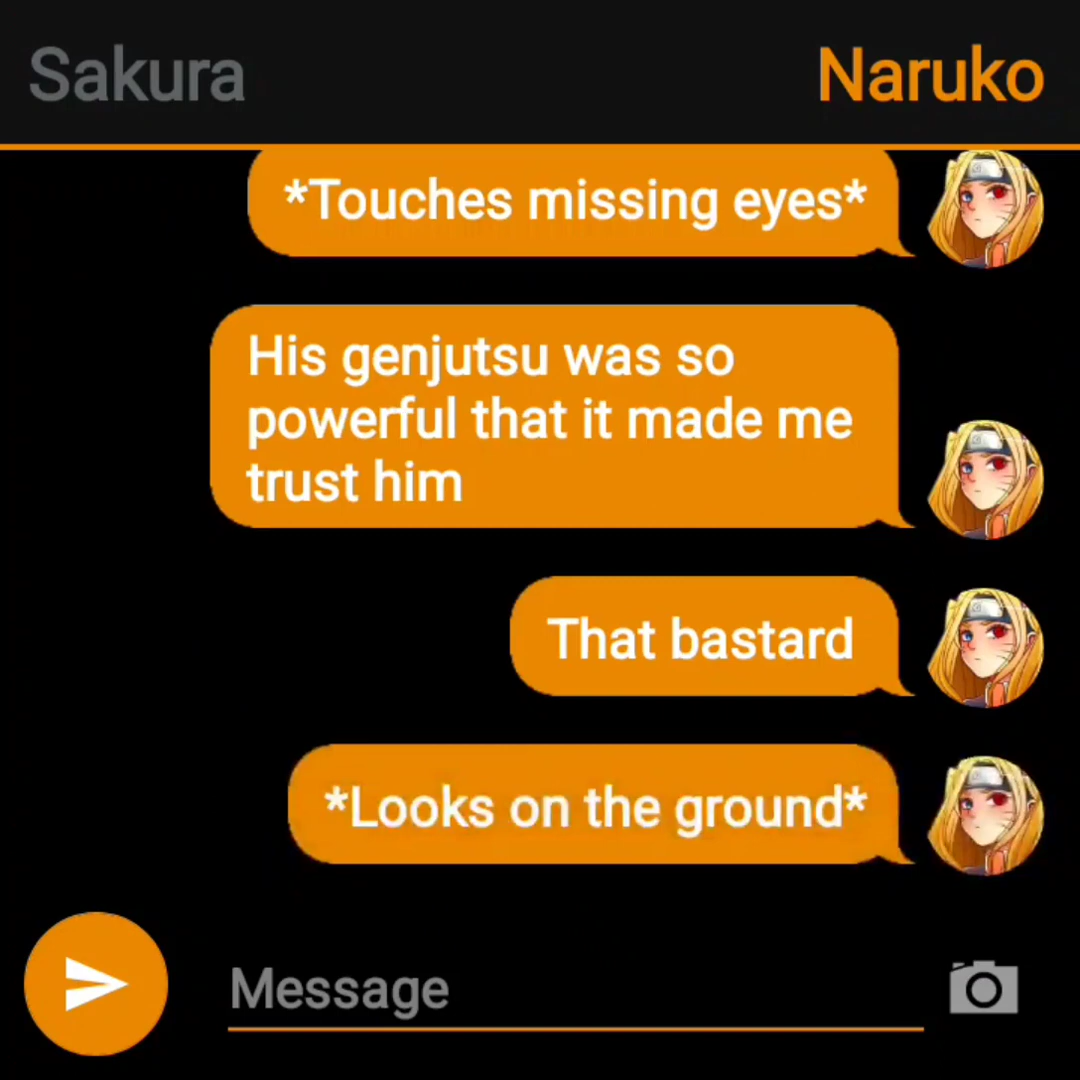 Sakura
Naruko
*Touches missing eyes*
His genjutsu was so
powerful that it made me
trust him
That bastard
*Looks on the ground*
Message